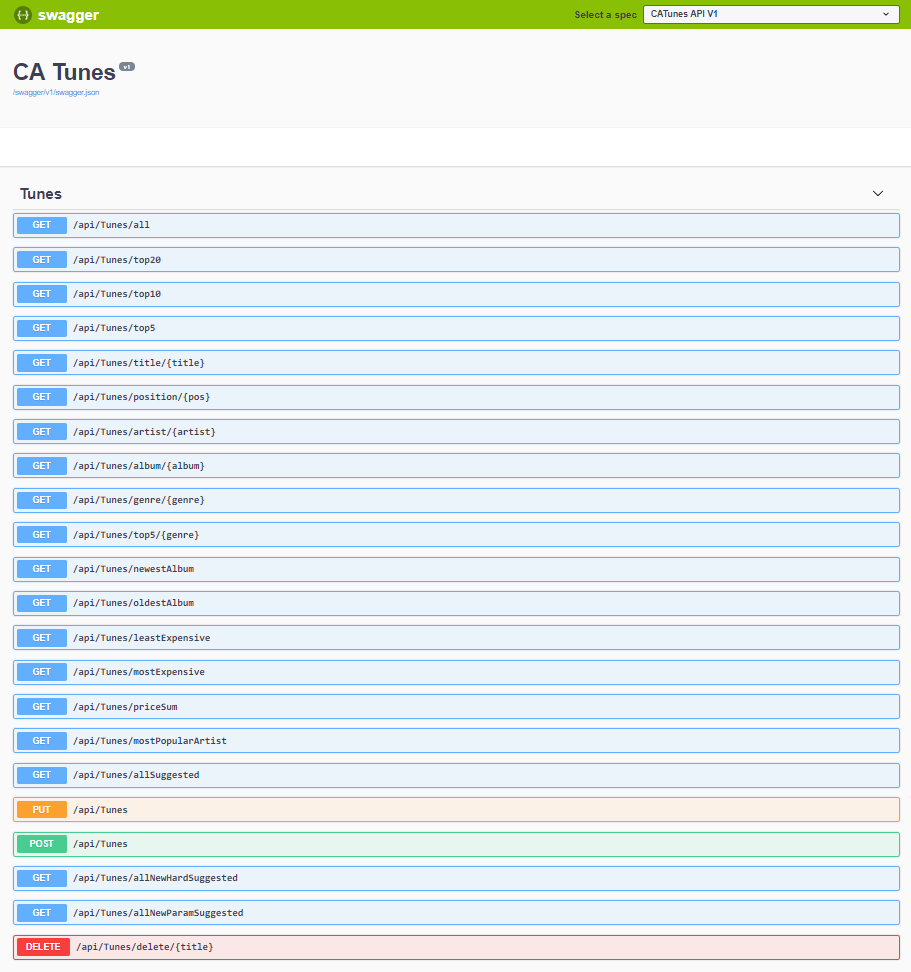 swagger
Select a spec CATunes API V1
CA Tunes v1
/swagger/v1/swagger.json
Tunes
GET /api/Tunes/all
GET /api/Tunes/top20
GET /api/Tunes/top10
GET /api/Tunes/top5
GET /api/Tunes/title/{title}
GET /api/Tunes/position/{pos}
GET /api/Tunes/artist/{artist}
GET /api/Tunes/album/{album}
GET /api/Tunes/genre/{genre}
GET /api/Tunes/top5/{genre}
GET /api/Tunes/newestAlbum
GET /api/Tunes/oldestAlbum
GET /api/Tunes/leastExpensive
GET /api/Tunes/mostExpensive
GET /api/Tunes/priceSum
GET /api/Tunes/mostPopularArtist
GET /api/Tunes/allSuggested
PUT /api/Tunes
POST /api/Tunes
GET /api/Tunes/allNewHardSuggested
GET /api/Tunes/allNewParamSuggested
DELETE /api/Tunes/delete/{title}